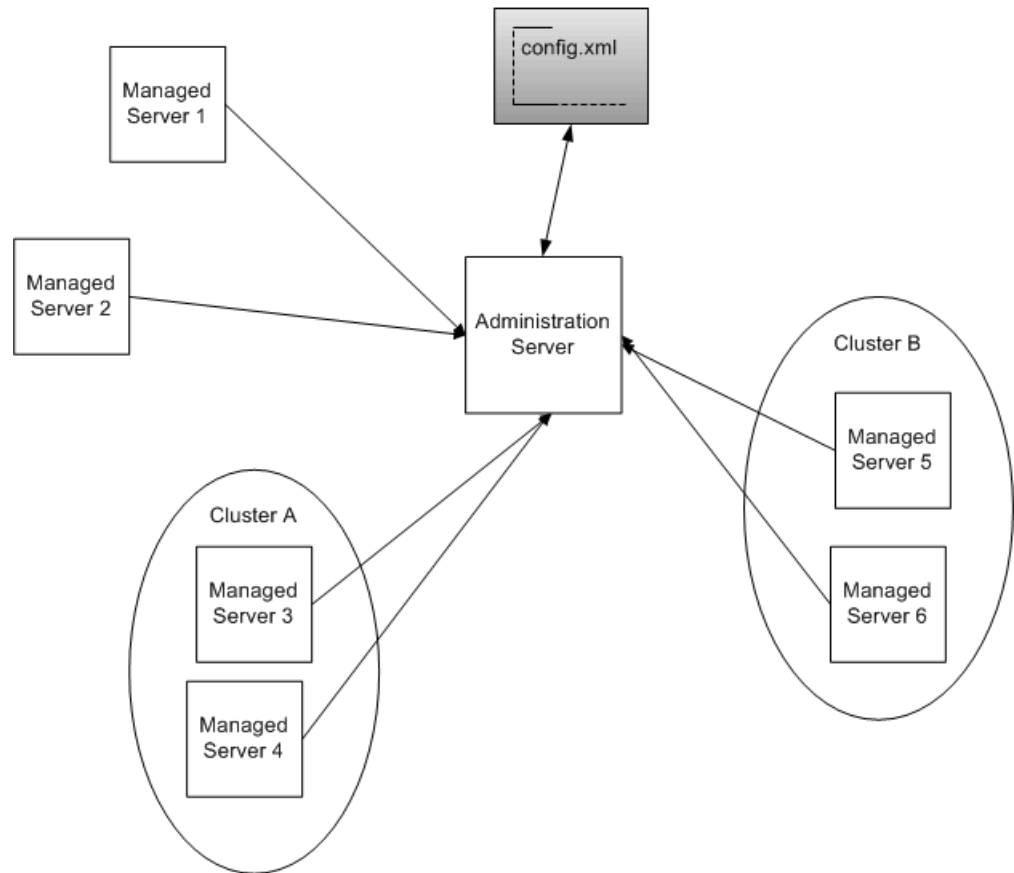 config.xml
Managed
Server 1
Managed
Server 2
Administration
Server
Cluster B
Managed
Server 5
Managed
Server 6
Cluster A
Managed
Server 3
Managed
Server 4